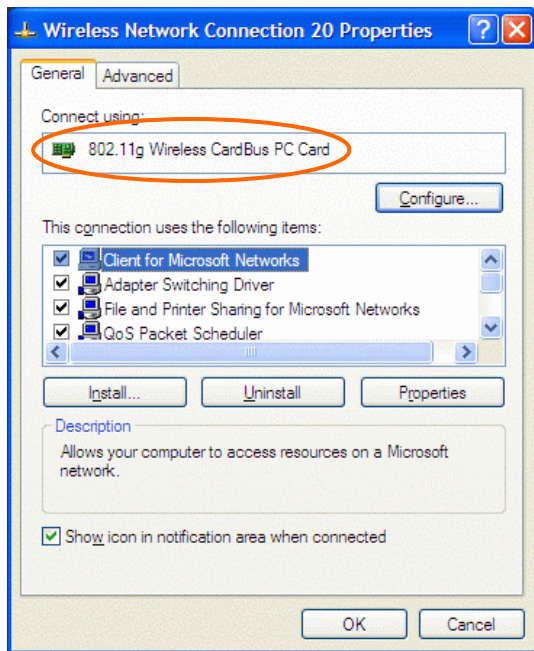 Wireless Network Connection 20 Properties
General Advanced
Connect using:
802.11g Wireless CardBus PC Card
Configure...
This connection uses the following items:
Client for Microsoft Networks
Adapter Switching Driver
File and Printer Sharing for Microsoft Networks
QoS Packet Scheduler
Install... Uninstall Properties
Description
Allows your computer to access resources on a Microsoft
network.
Show icon in notification area when connected
OK Cancel